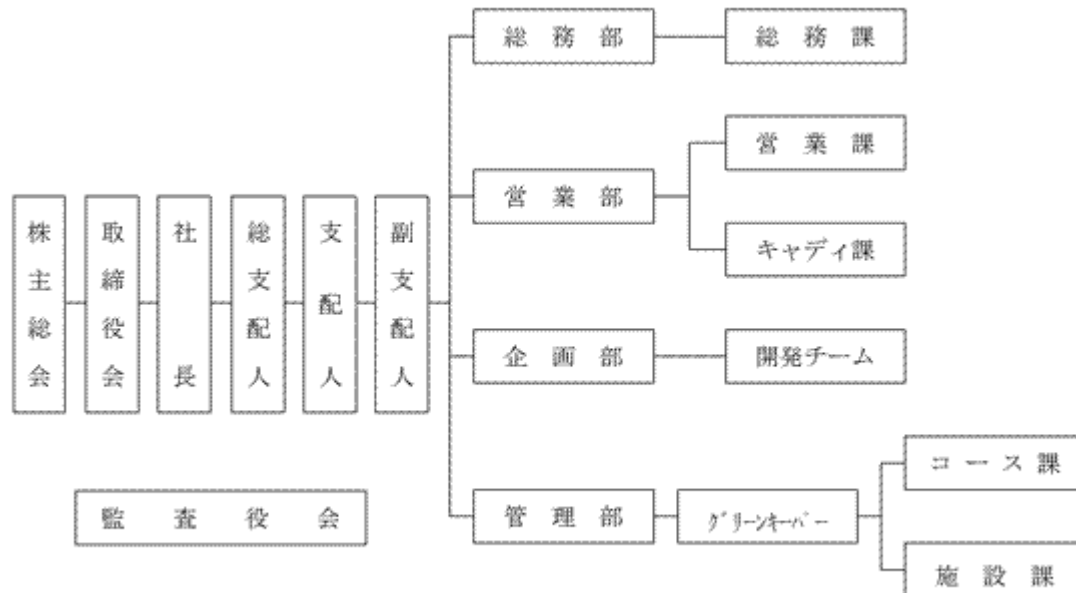 株主総会
取締役会
社長
総支配人
支配人
副支配人
監査役会
総務部
総務課
営業部
営業課
キャディ課
企画部
開発チーム
管理部
グリーンキーパー
コース課
施設課